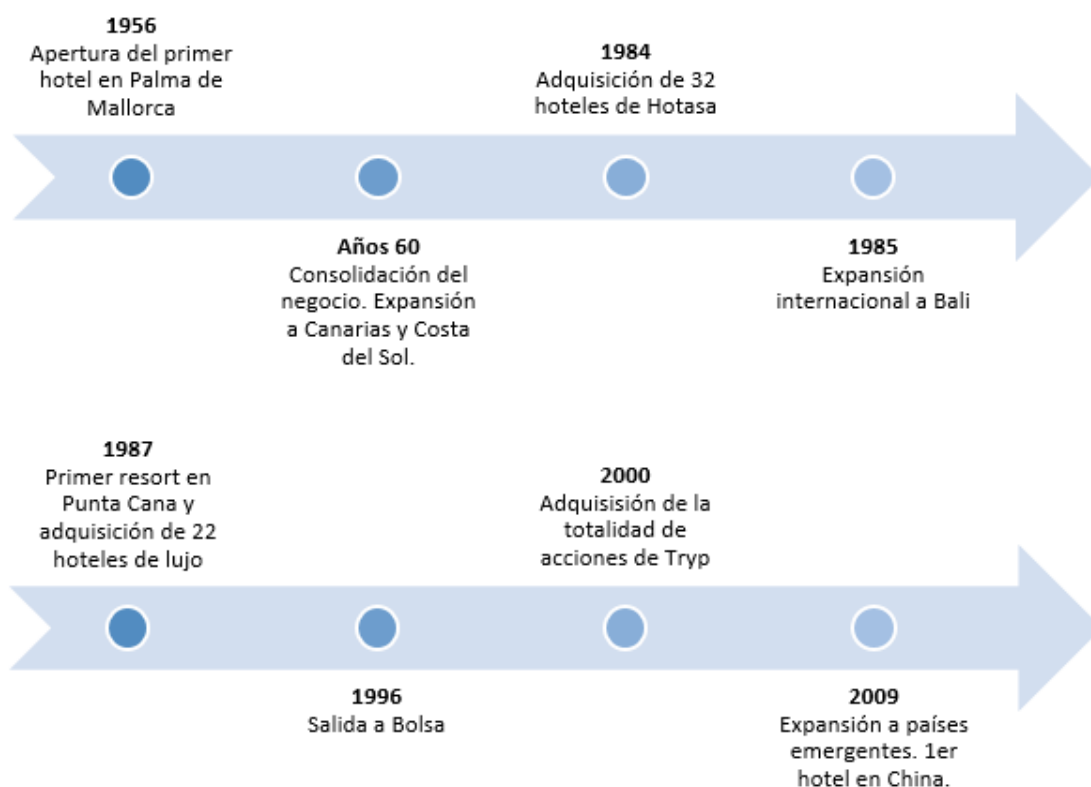 1956
Apertura del primer
hotel en Palma de
Mallorca
Años 60
Consolidación del
negocio. Expansión
a Canarias y Costa
del Sol.
1984
Adquisición de 32
hoteles de Hotasa
1985
Expansión
internacional a Bali
1987
Primer resort en
Punta Cana y
adquisición de 22
hoteles de lujo
1996
Salida a Bolsa
2000
Adquisisión de la
totalidad de
acciones de Tryp
2009
Expansión a países
emergentes. 1er
hotel en China.